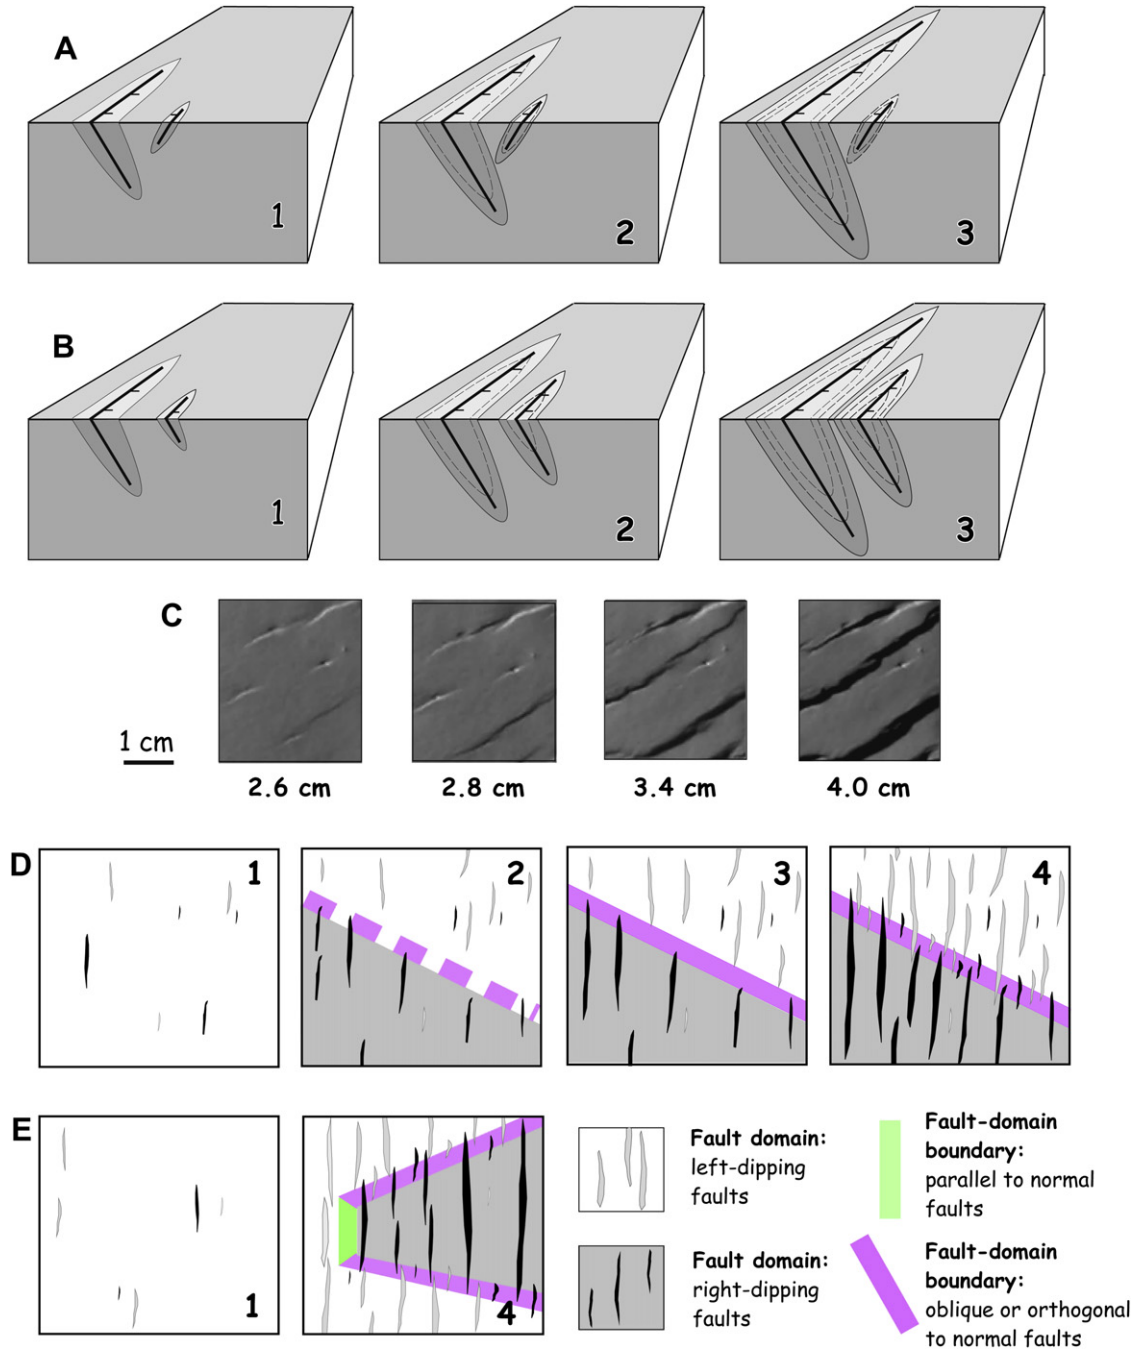 A
1
2
3
B
1
2
3
C
1 cm
2.6 cm
2.8 cm
3.4 cm
4.0 cm
D
1
2
3
4
E
1
4
Fault domain:
left-dipping
faults
Fault domain:
right-dipping
faults
Fault-domain
boundary:
parallel to normal
faults
Fault-domain
boundary:
oblique or orthogonal
to normal faults